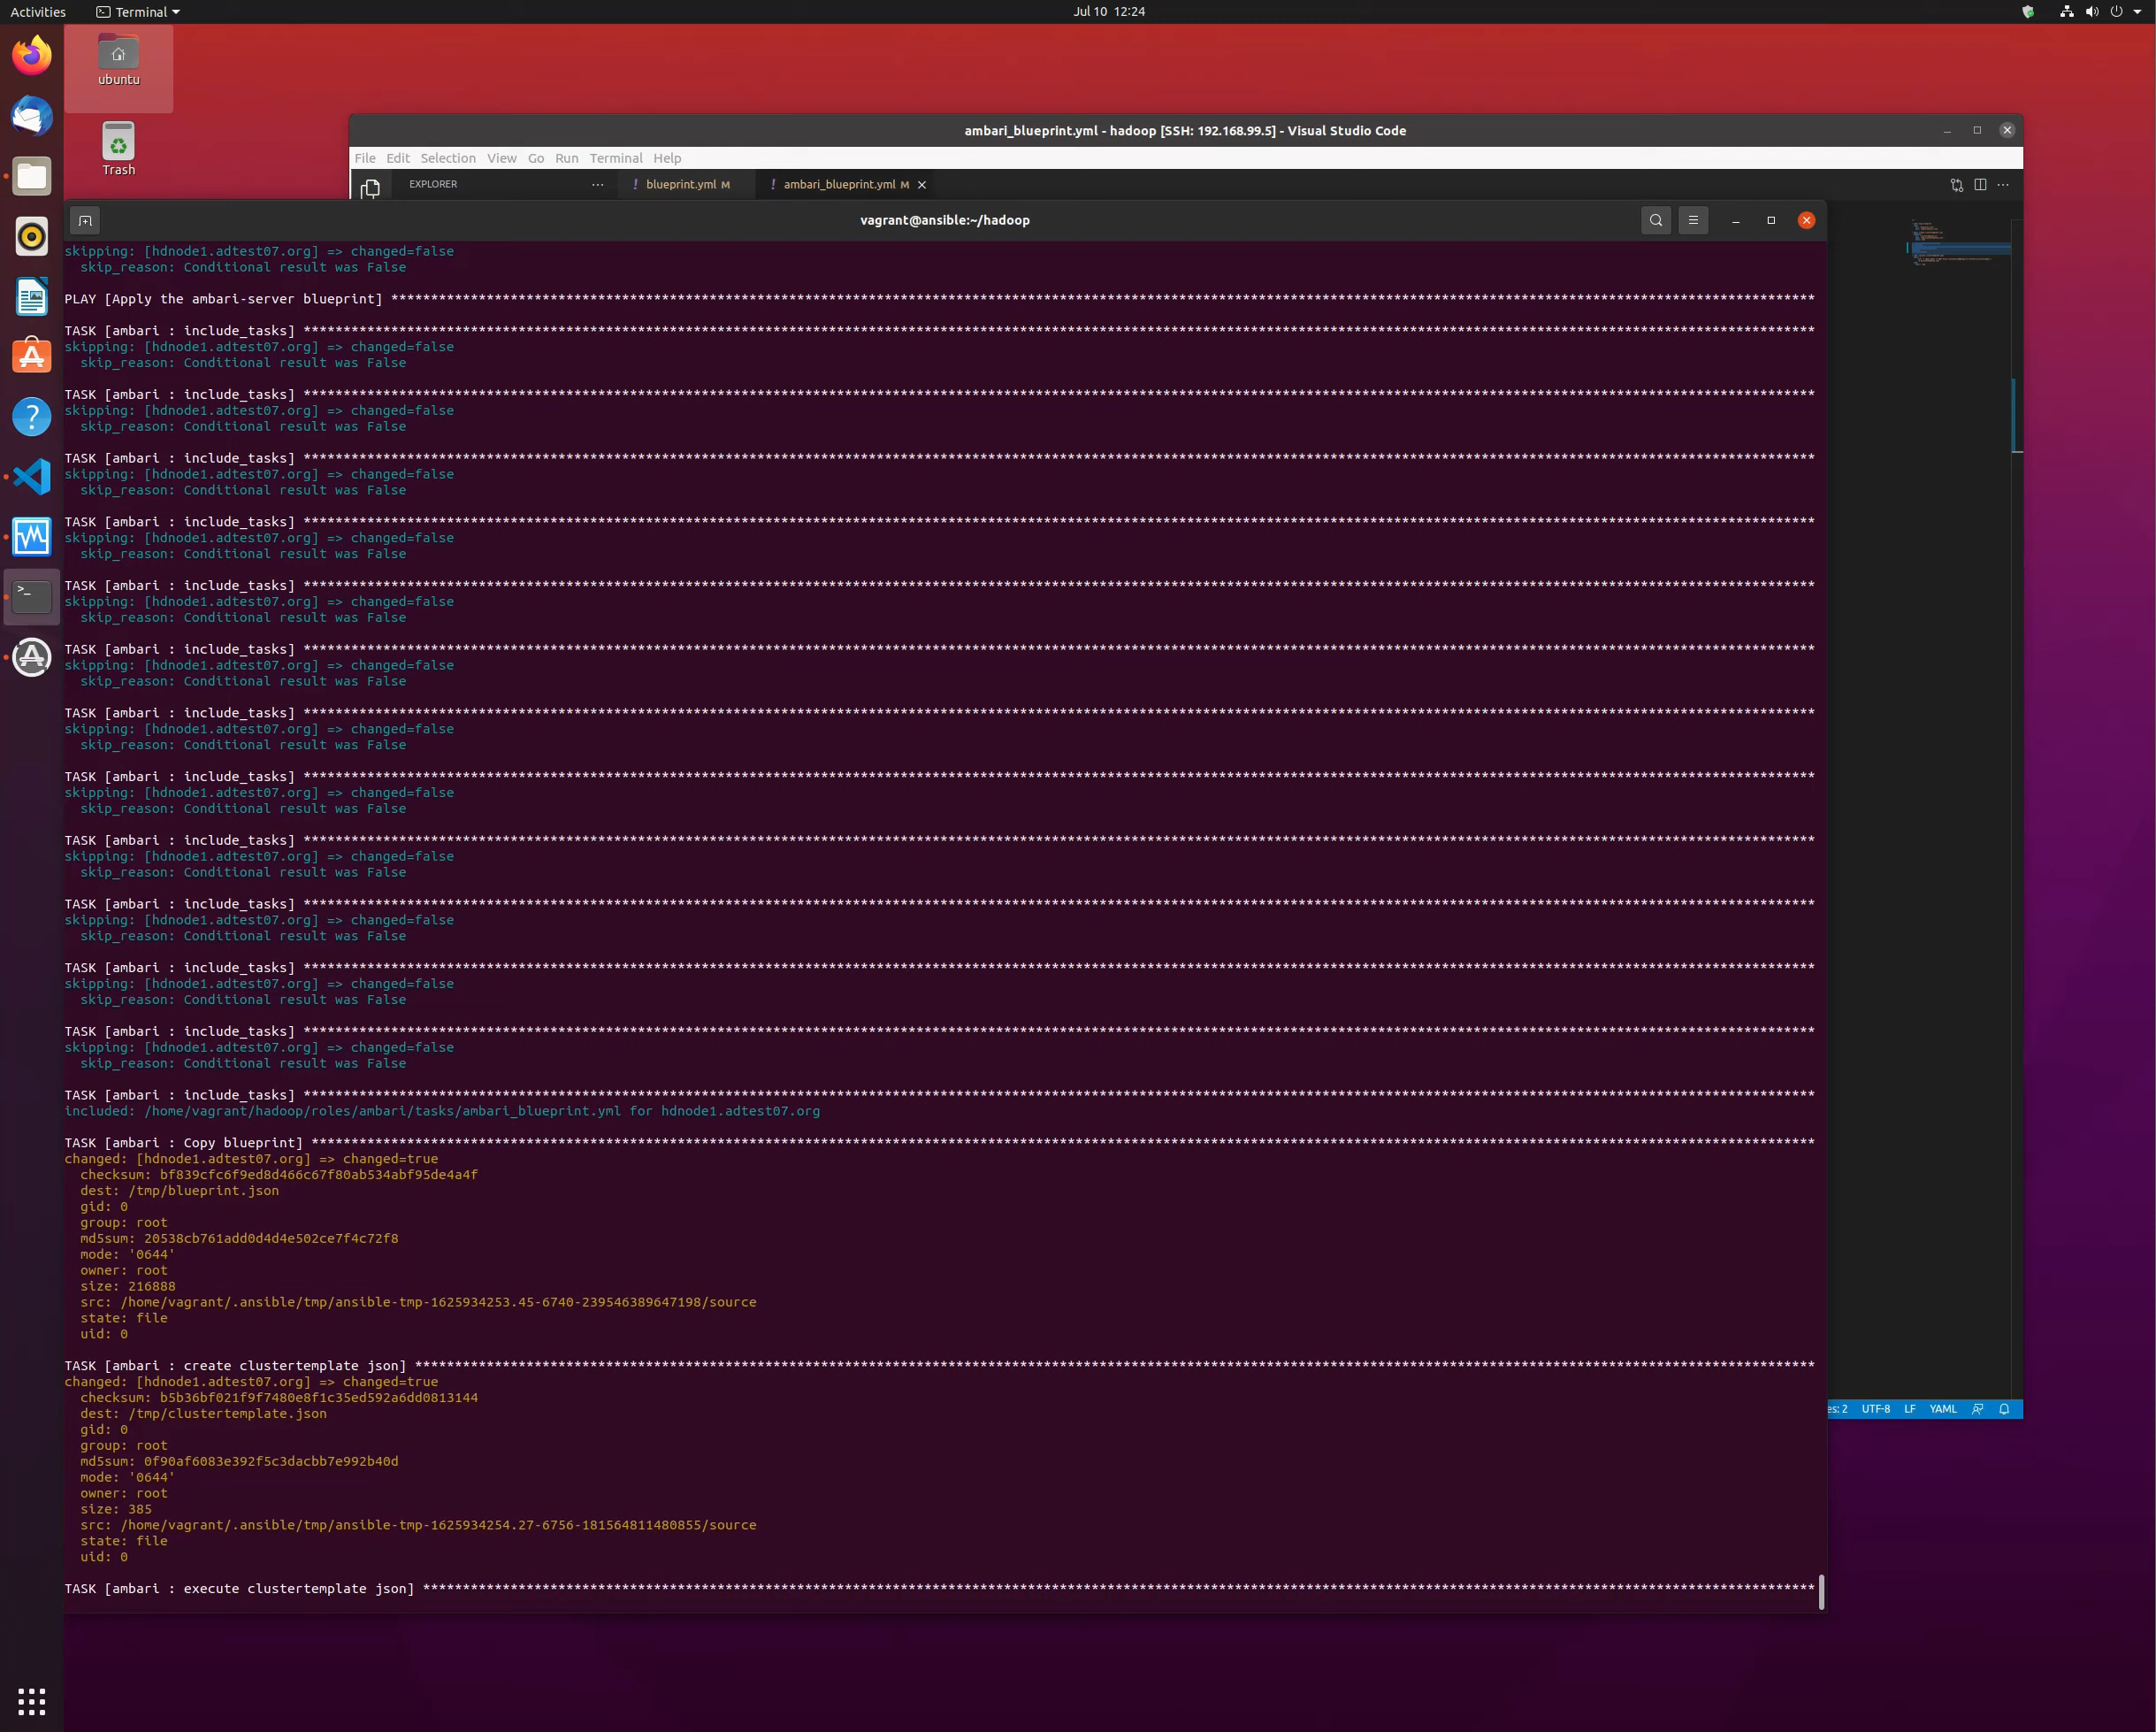 Activities Terminal Jul 10 12:24
ubuntu
Trash
ambari_blueprint.yml - hadoop [SSH: 192.168.99.5] - Visual Studio Code
File Edit Selection View Go Run Terminal Help
EXPLORER ··· ! blueprint.yml M ! ambari_blueprint.yml M
vagrant@ansible:~/hadoop
skipping: [hdnode1.adtest07.org] => changed=false
skip_reason: Conditional result was False
PLAY [Apply the ambari-server blueprint] ****
TASK [ambari : include_tasks] ****
skipping: [hdnode1.adtest07.org] => changed=false
skip_reason: Conditional result was False
TASK [ambari : include_tasks] ****
skipping: [hdnode1.adtest07.org] => changed=false
skip_reason: Conditional result was False
TASK [ambari : include_tasks] ****
skipping: [hdnode1.adtest07.org] => changed=false
skip_reason: Conditional result was False
TASK [ambari : include_tasks] ****
skipping: [hdnode1.adtest07.org] => changed=false
skip_reason: Conditional result was False
TASK [ambari : include_tasks] ****
skipping: [hdnode1.adtest07.org] => changed=false
skip_reason: Conditional result was False
TASK [ambari : include_tasks] ****
skipping: [hdnode1.adtest07.org] => changed=false
skip_reason: Conditional result was False
TASK [ambari : include_tasks] ****
skipping: [hdnode1.adtest07.org] => changed=false
skip_reason: Conditional result was False
TASK [ambari : include_tasks] ****
skipping: [hdnode1.adtest07.org] => changed=false
skip_reason: Conditional result was False
TASK [ambari : include_tasks] ****
skipping: [hdnode1.adtest07.org] => changed=false
skip_reason: Conditional result was False
TASK [ambari : include_tasks] ****
skipping: [hdnode1.adtest07.org] => changed=false
skip_reason: Conditional result was False
TASK [ambari : include_tasks] ****
skipping: [hdnode1.adtest07.org] => changed=false
skip_reason: Conditional result was False
TASK [ambari : include_tasks] ****
skipping: [hdnode1.adtest07.org] => changed=false
skip_reason: Conditional result was False
TASK [ambari : include_tasks] ****
included: /home/vagrant/hadoop/roles/ambari/tasks/ambari_blueprint.yml for hdnode1.adtest07.org
TASK [ambari : Copy blueprint] ****
changed: [hdnode1.adtest07.org] => changed=true
checksum: bf839cfc6f9ed8d466c67f80ab534abf95de4a4f
dest: /tmp/blueprint.json
gid: 0
group: root
md5sum: 20538cb761add0d4d4e502ce7f4c72f8
mode: '0644'
owner: root
size: 216888
src: /home/vagrant/.ansible/tmp/ansible-tmp-1625934253.45-6740-239546389647198/source
state: file
uid: 0
TASK [ambari : create clustertemplate json] ****
changed: [hdnode1.adtest07.org] => changed=true
checksum: b5b36bf021f9f7480e8f1c35ed592a6dd0813144
dest: /tmp/clustertemplate.json
gid: 0
group: root
md5sum: 0f90af6083e392f5c3dacbb7e992b40d
mode: '0644'
owner: root
size: 385
src: /home/vagrant/.ansible/tmp/ansible-tmp-1625934254.27-6756-181564811480855/source
state: file
uid: 0
TASK [ambari : execute clustertemplate json] ****
es: 2 UTF-8 LF YAML